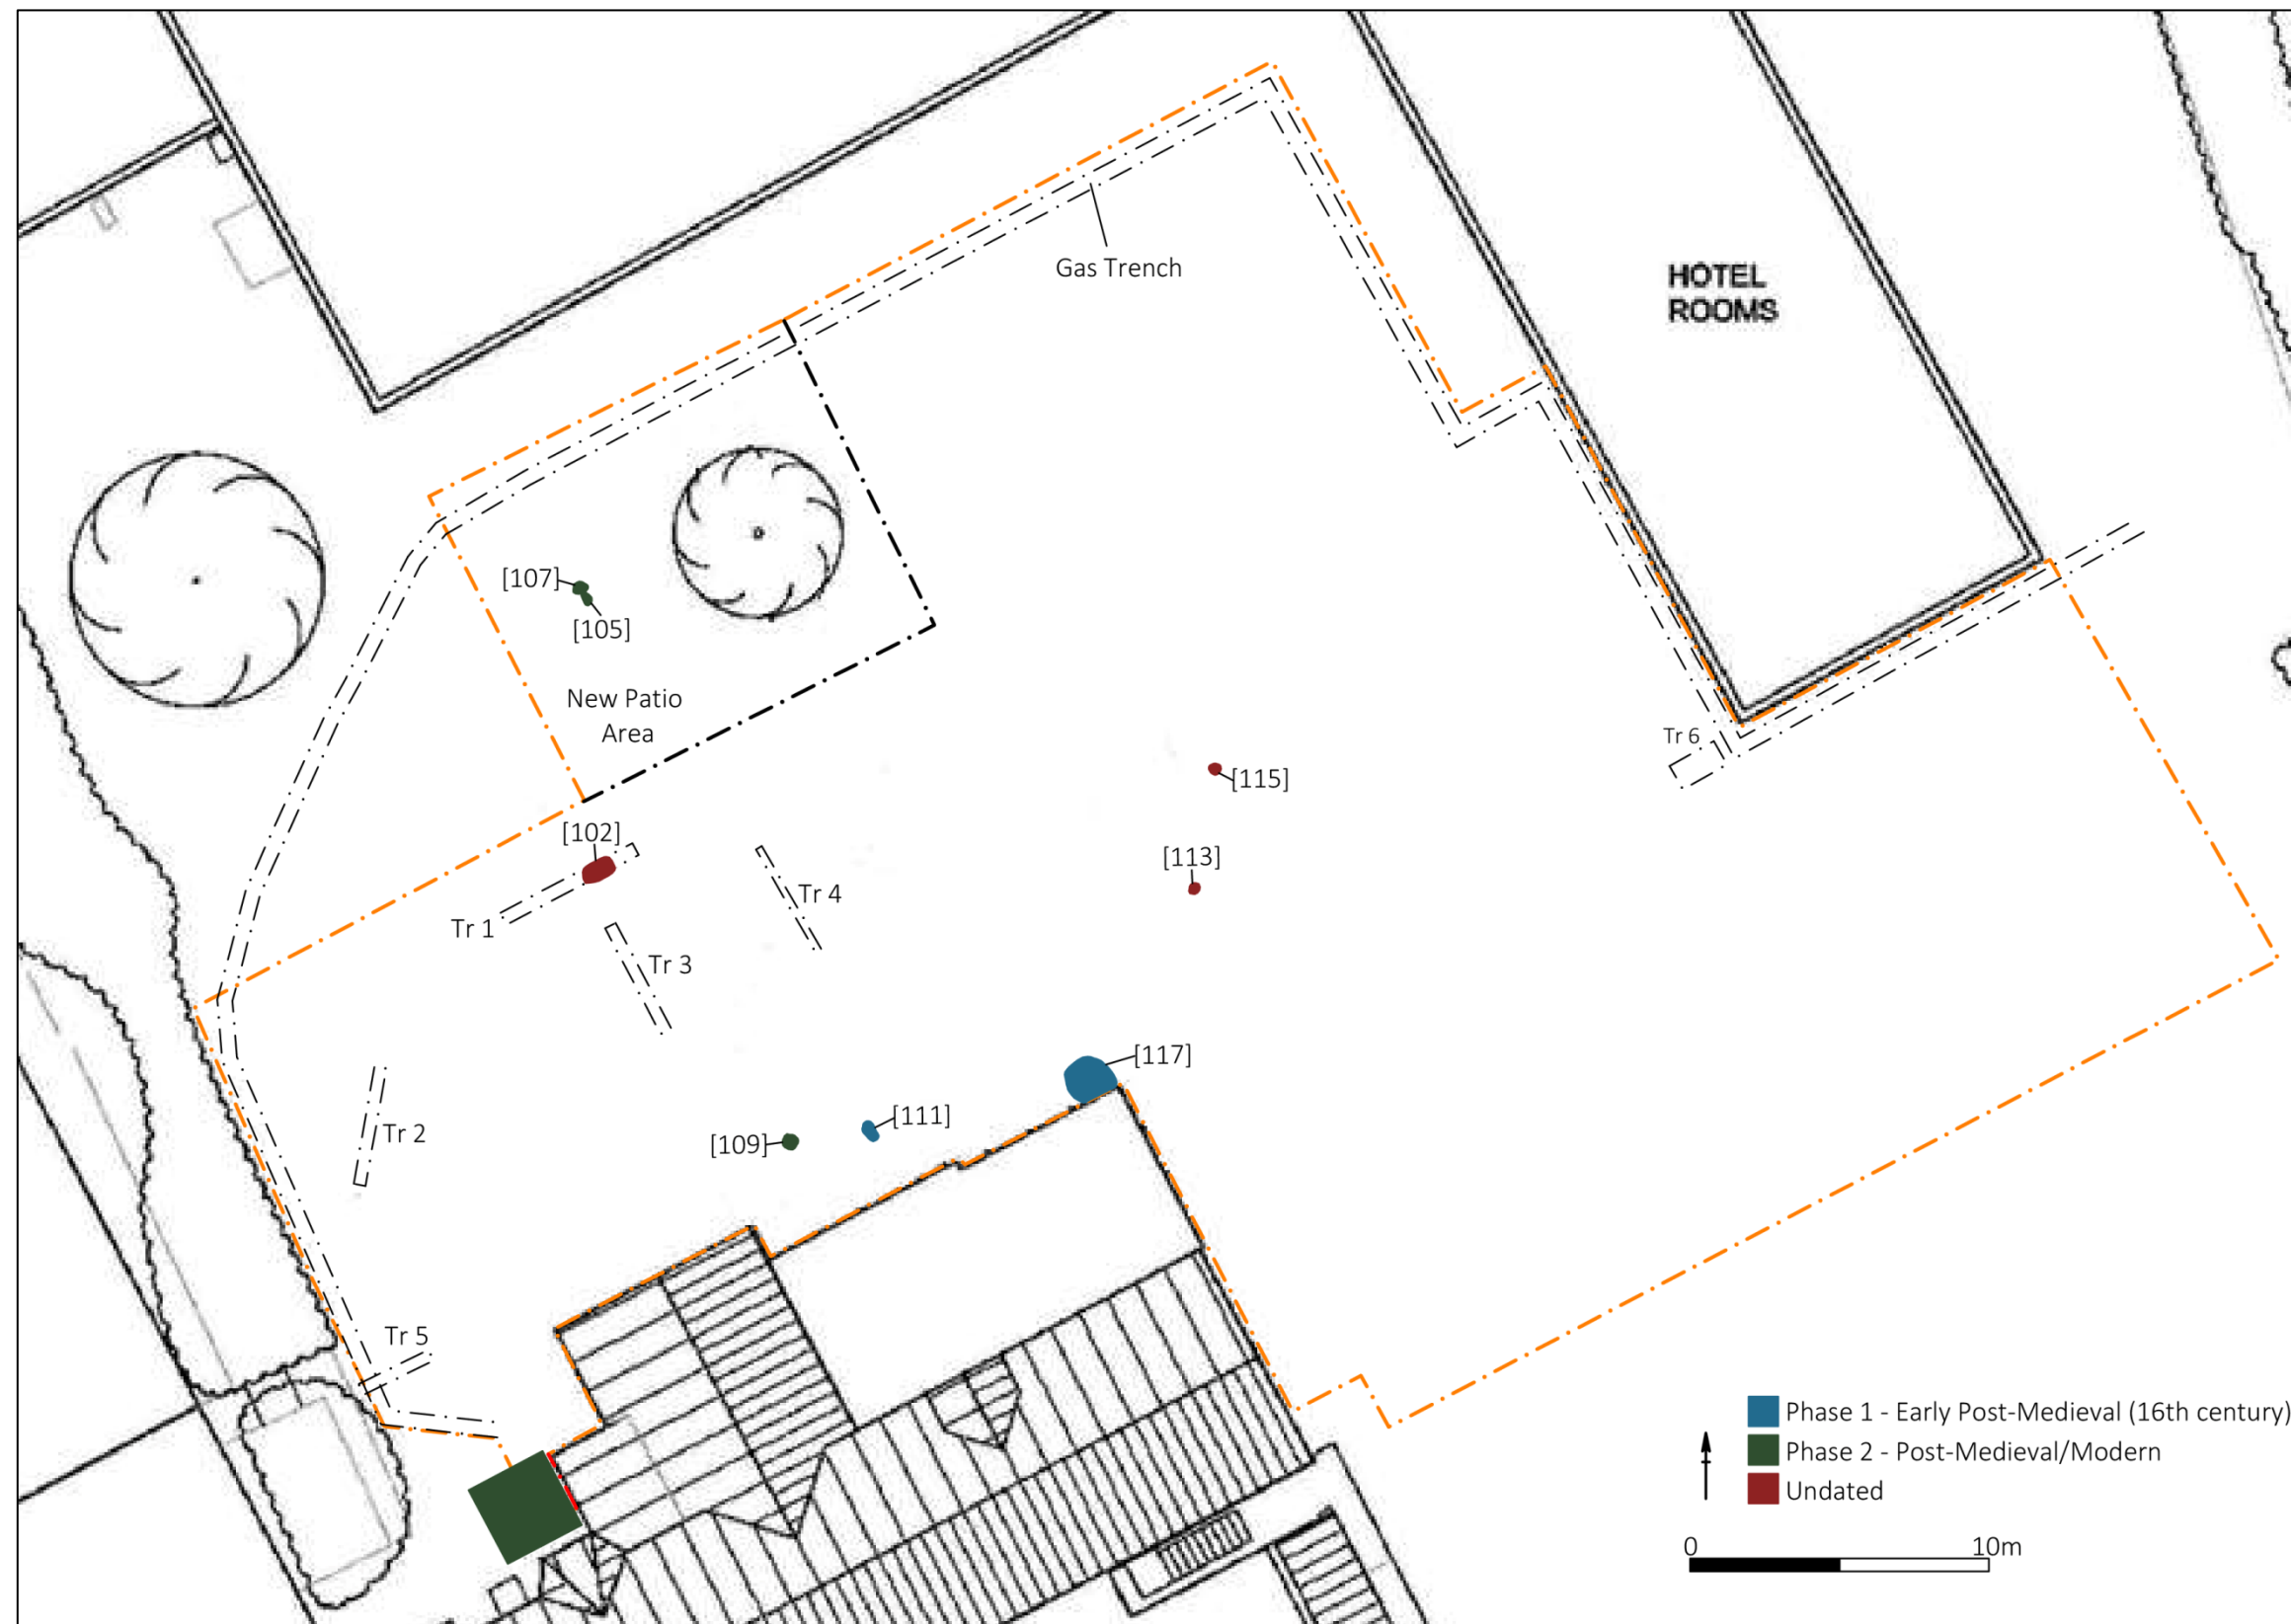 Gas Trench
HOTEL
ROOMS
[107]
[105]
New Patio
Area
Tr 6
[115]
[102]
[113]
Tr 4
Tr 1
Tr 3
[117]
[111]
Tr 2
[109]
Tr 5
Phase 1 - Early Post-Medieval (16th century)
Phase 2 - Post-Medieval/Modern
Undated
0 10m